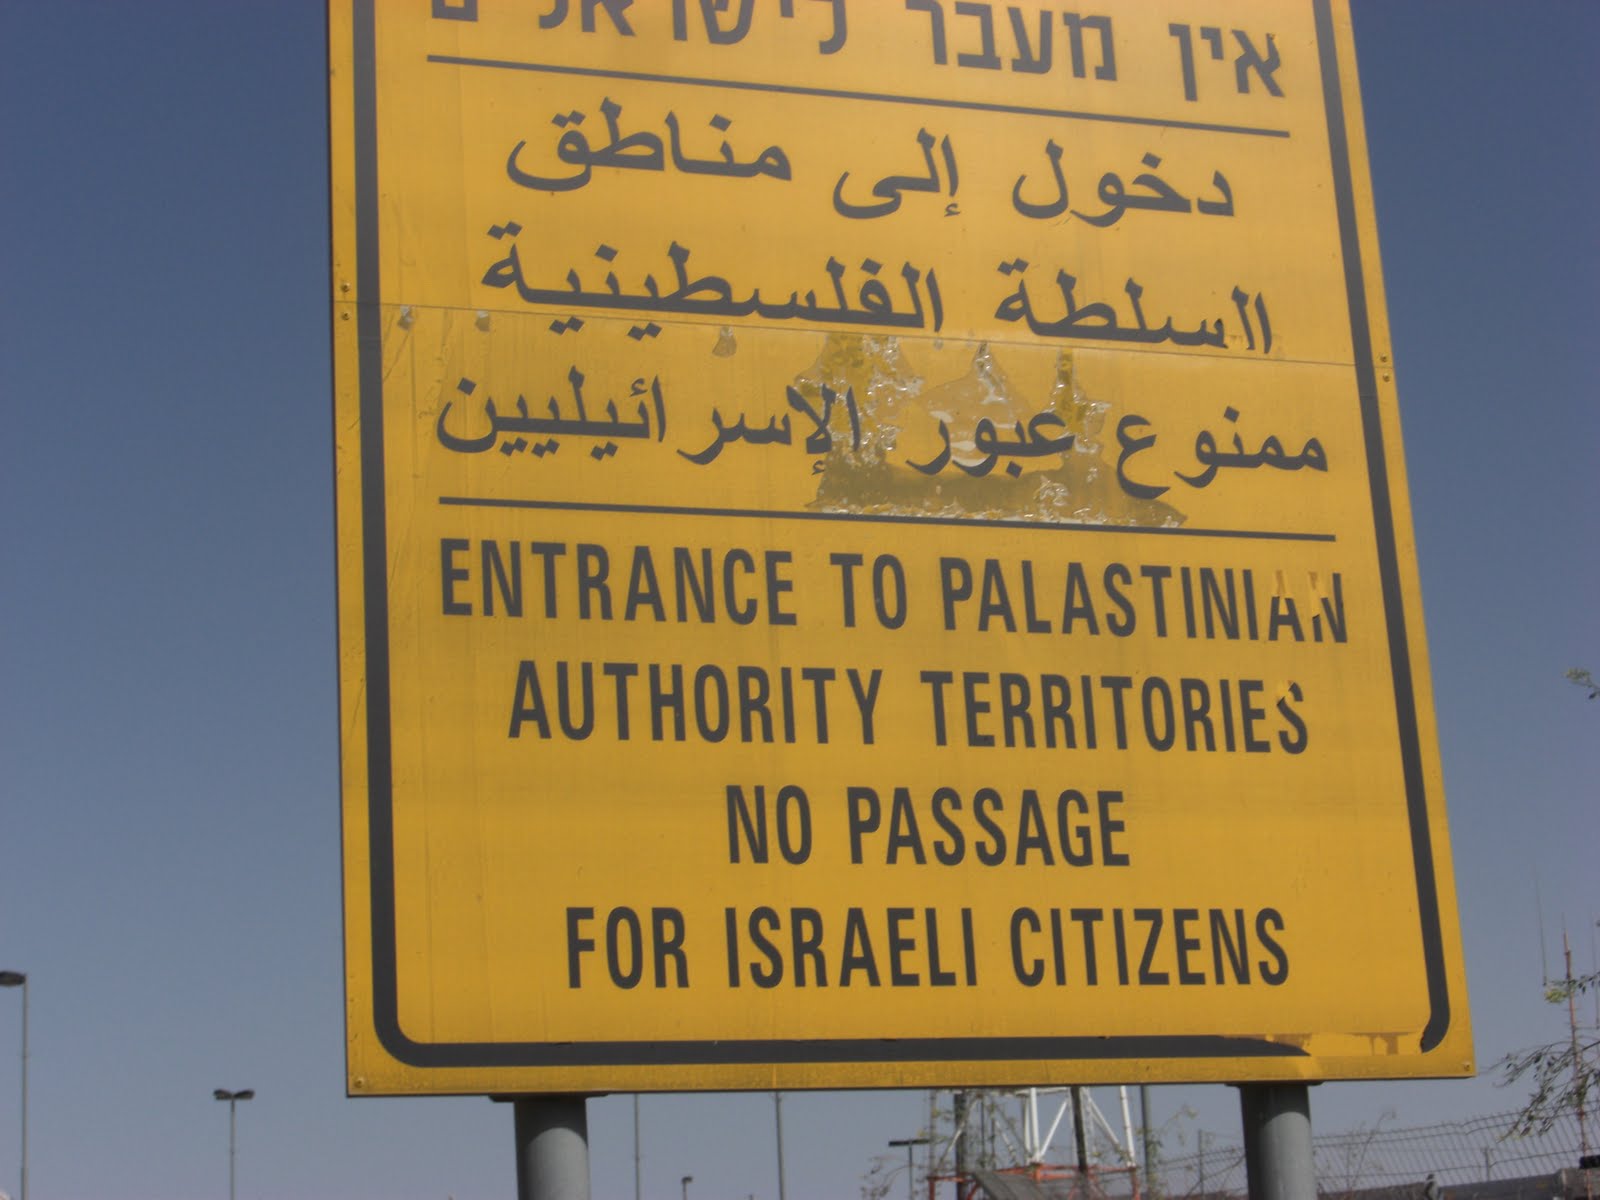 אין מעבר לישראלים
دخول إلى مناطق
السلطة الفلسطينية
ممنوع عبور الإسرائيليين
ENTRANCE TO PALASTINIAN
AUTHORITY TERRITORIES
NO PASSAGE
FOR ISRAELI CITIZENS